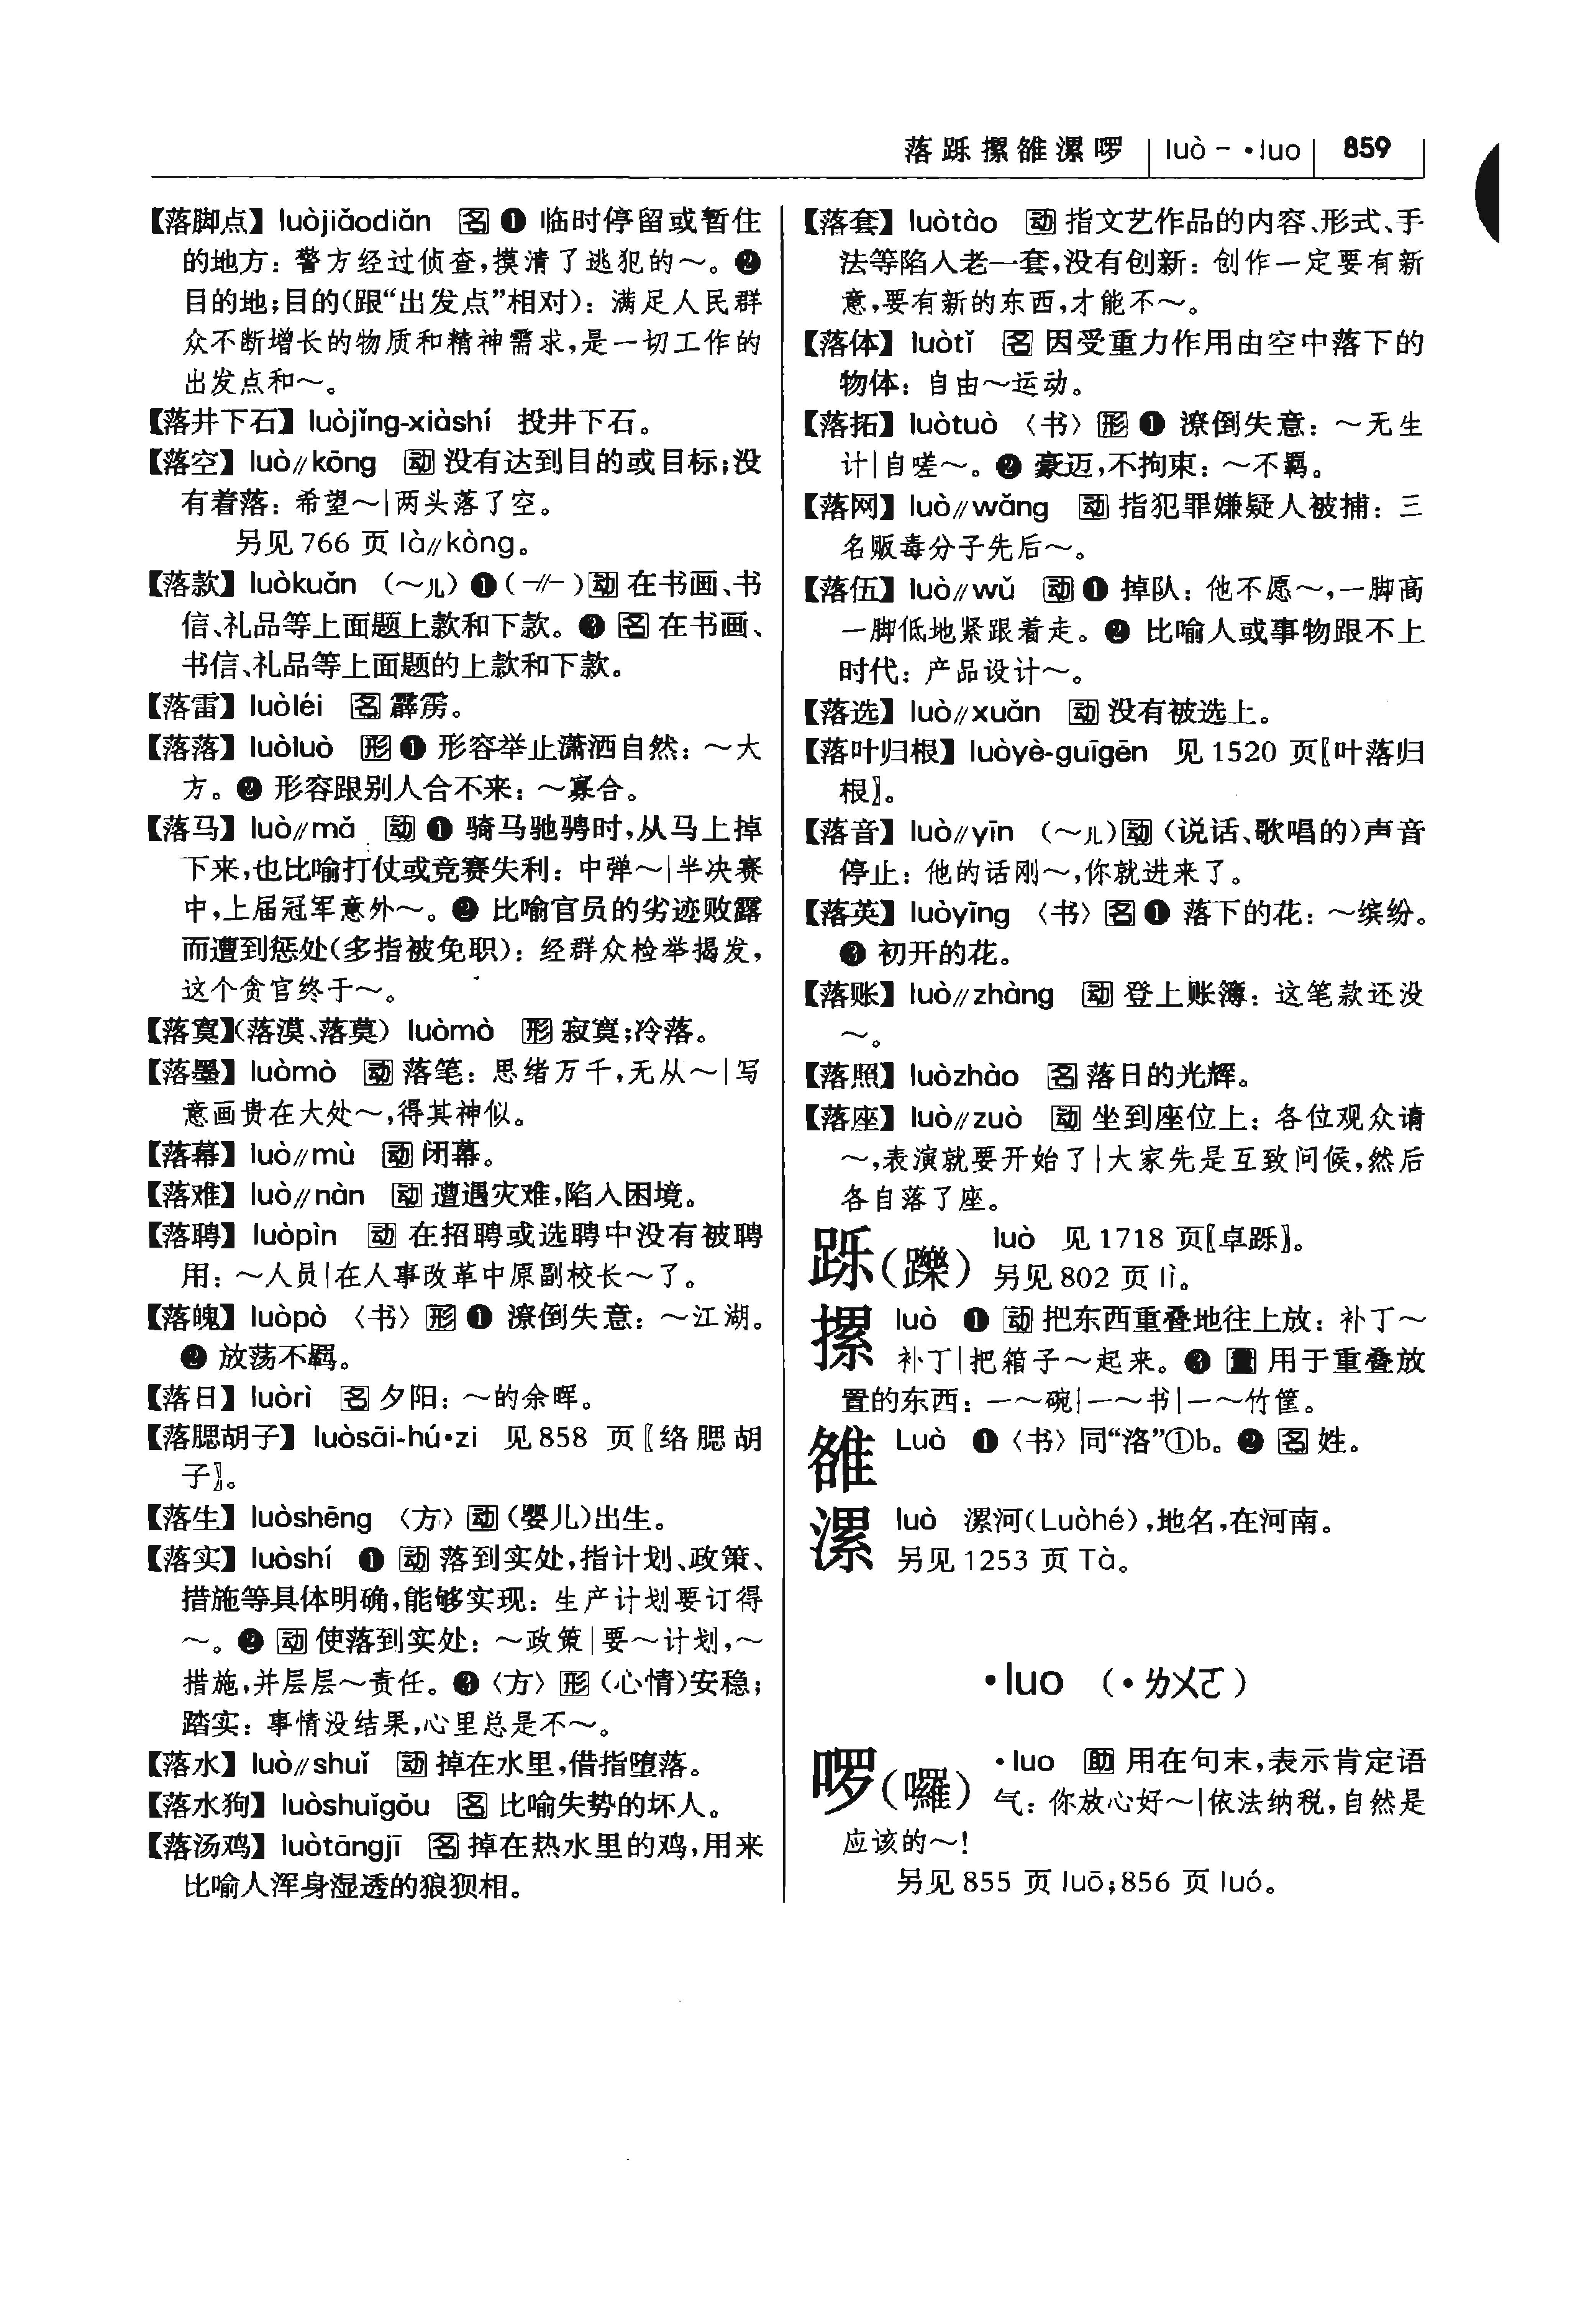 落跞摞雒漯啰 luò－·luo 859
【落脚点】 luòjiǎodiǎn 名 ❶ 临时停留或暂住
的地方：警方经过侦查，摸清了逃犯的～。❷
目的地；目的（跟“出发点”相对）：满足人民群
众不断增长的物质和精神需求，是一切工作的
出发点和～。
【落井下石】 luòjǐng-xiàshí 投井下石。
【落空】 luò//kōng 动 没有达到目的或目标；没
有着落：希望～｜两头落了空。
另见 766 页 là//kòng。
【落款】 luòkuǎn （～儿）❶（-//-）动 在书画、书
信、礼品等上面题上款和下款。❷ 名 在书画、
书信、礼品等上面题的上款和下款。
【落雷】 luòléi 名 霹雳。
【落落】 luòluò 形 ❶ 形容举止潇洒自然：～大
方。❷ 形容跟别人合不来：～寡合。
【落马】 luò//mǎ 动 ❶ 骑马驰骋时，从马上掉
下来，也比喻打仗或竞赛失利：中弹～｜半决赛
中，上届冠军意外～。❷ 比喻官员的劣迹败露
而遭到惩处（多指被免职）：经群众检举揭发，
这个贪官终于～。
【落寞】（落漠、落莫） luòmò 形 寂寞；冷落。
【落墨】 luòmò 动 落笔：思绪万千，无从～｜写
意画贵在大处～，得其神似。
【落幕】 luò//mù 动 闭幕。
【落难】 luò//nàn 动 遭遇灾难，陷入困境。
【落聘】 luòpìn 动 在招聘或选聘中没有被聘
用：～人员｜在人事改革中原副校长～了。
【落魄】 luòpò 〈书〉形 ❶ 潦倒失意：～江湖。
❷ 放荡不羁。
【落日】 luòrì 名 夕阳：～的余晖。
【落腮胡子】 luòsāi-hú·zi 见 858 页〖络腮胡
子〗。
【落生】 luòshēng 〈方〉动（婴儿）出生。
【落实】 luòshí ❶ 动 落到实处，指计划、政策、
措施等具体明确，能够实现：生产计划要订得
～。❷ 动 使落到实处：～政策｜要～计划，～
措施，并层层～责任。❸〈方〉形（心情）安稳；
踏实：事情没结果，心里总是不～。
【落水】 luò//shuǐ 动 掉在水里，借指堕落。
【落水狗】 luòshuǐgǒu 名 比喻失势的坏人。
【落汤鸡】 luòtāngjī 名 掉在热水里的鸡，用来
比喻人浑身湿透的狼狈相。
【落套】 luòtào 动 指文艺作品的内容、形式、手
法等陷入老一套，没有创新：创作一定要有新
意，要有新的东西，才能不～。
【落体】 luòtǐ 名 因受重力作用由空中落下的
物体：自由～运动。
【落拓】 luòtuò 〈书〉形 ❶ 潦倒失意：～无生
计｜自嗟～。❷ 豪迈，不拘束：～不羁。
【落网】 luò//wǎng 动 指犯罪嫌疑人被捕：三
名贩毒分子先后～。
【落伍】 luò//wǔ 动 ❶ 掉队：他不愿～，一脚高
一脚低地紧跟着走。❷ 比喻人或事物跟不上
时代：产品设计～。
【落选】 luò//xuǎn 动 没有被选上。
【落叶归根】 luòyè-guīgēn 见 1520 页〖叶落归
根〗。
【落音】 luò//yīn （～儿）动（说话、歌唱的）声音
停止：他的话刚～，你就进来了。
【落英】 luòyīng 〈书〉名 ❶ 落下的花：～缤纷。
❷ 初开的花。
【落账】 luò//zhàng 动 登上账簿：这笔款还没
～。
【落照】 luòzhào 名 落日的光辉。
【落座】 luò//zuò 动 坐到座位上：各位观众请
～，表演就要开始了｜大家先是互致问候，然后
各自落了座。
跞（躒） luò 见 1718 页〖卓跞〗。
另见 802 页 lì。
摞 luò ❶ 动 把东西重叠地往上放：补丁～
补丁｜把箱子～起来。❷ 量 用于重叠放
置的东西：一～碗｜一～书｜一～竹筐。
雒 Luò ❶〈书〉同“洛”①b。❷ 名 姓。
漯 luò 漯河（Luòhé），地名，在河南。
另见 1253 页 Tà。
·luo （·ㄌㄨㄛ）
啰（囉） ·luo 助 用在句末，表示肯定语
气：你放心好～｜依法纳税，自然是
应该的～！
另见 855 页 luō；856 页 luó。